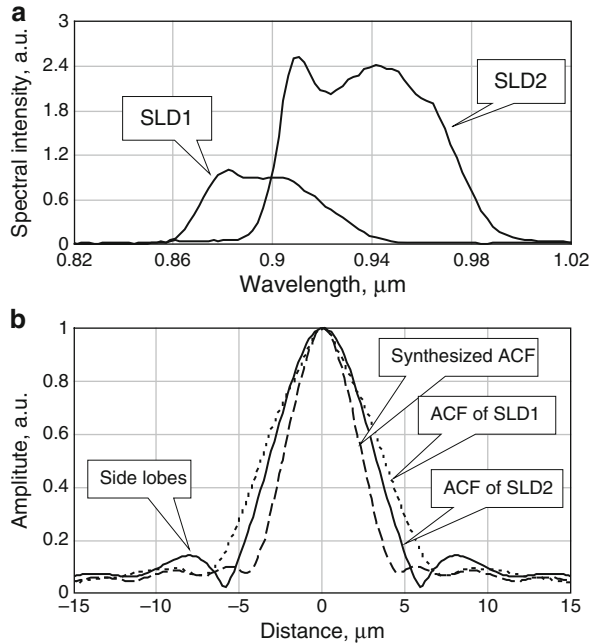 a
3
2.4
1.8
1.2
0.6
0
Spectral intensity, a.u.
SLD1
SLD2
0.82
0.86
0.9
0.94
0.98
1.02
Wavelength, μm
b
1
0.8
0.6
0.4
0.2
0
Amplitute, a.u.
Synthesized ACF
ACF of SLD1
ACF of SLD2
Side lobes
−15
−10
−5
0
5
10
15
Distance, μm